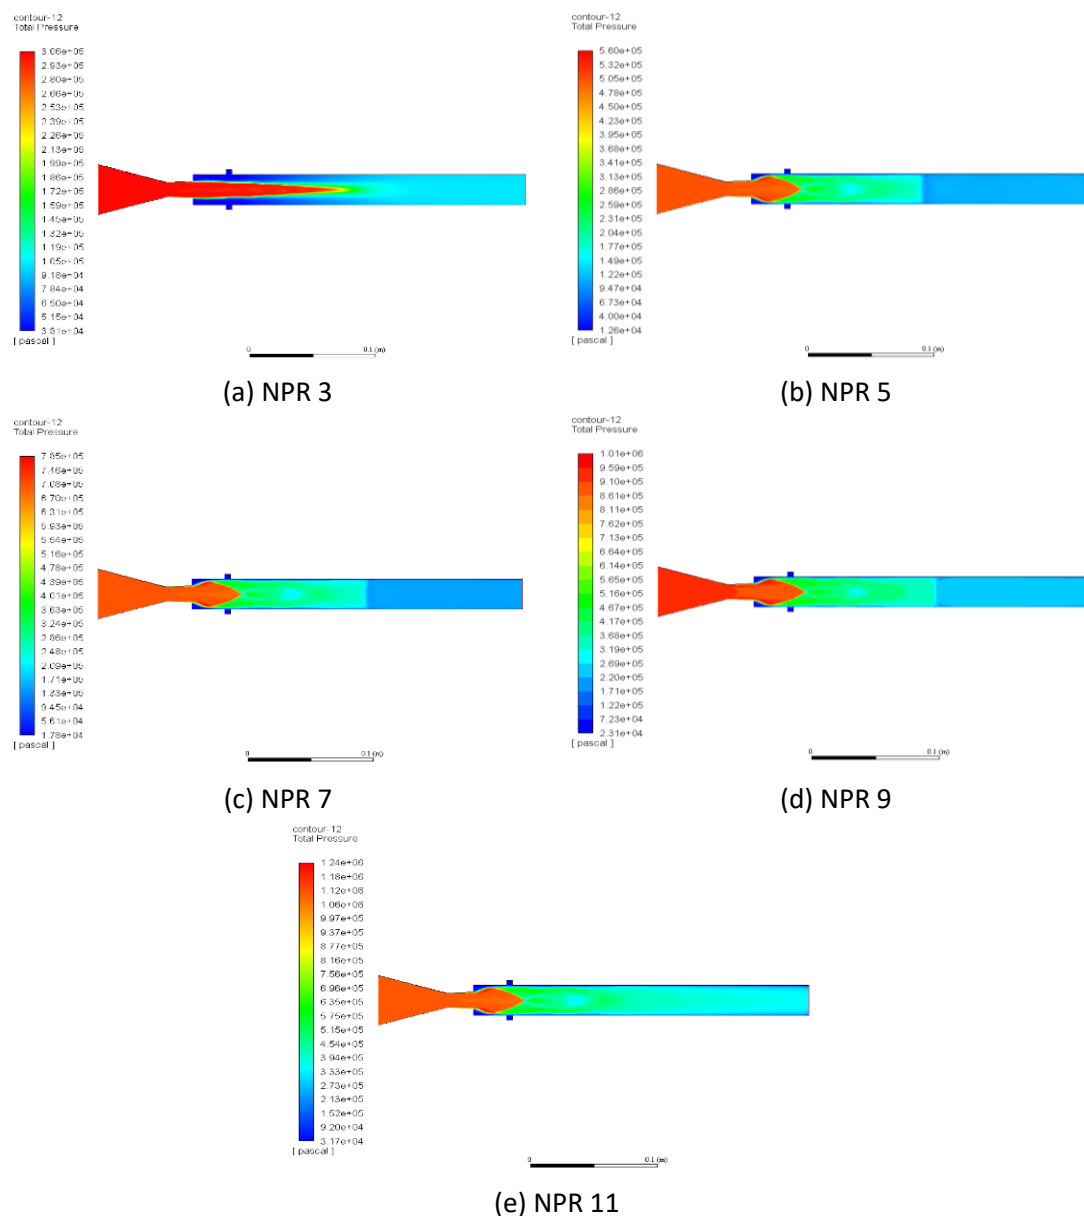 contour-12
Total Pressure
3.06e+05
2.93e+05
2.80e+05
2.66e+05
2.53e+05
2.39e+05
2.26e+05
2.13e+05
1.99e+05
1.86e+05
1.72e+05
1.59e+05
1.45e+05
1.32e+05
1.19e+05
1.05e+05
9.18e+04
7.84e+04
6.50e+04
5.15e+04
3.81e+04
[ pascal ]
0 0.1 (m)
(a) NPR 3
contour-12
Total Pressure
5.60e+05
5.32e+05
5.05e+05
4.78e+05
4.50e+05
4.23e+05
3.95e+05
3.68e+05
3.41e+05
3.13e+05
2.86e+05
2.59e+05
2.31e+05
2.04e+05
1.77e+05
1.49e+05
1.22e+05
9.47e+04
6.73e+04
4.00e+04
1.26e+04
[ pascal ]
0 0.1 (m)
(b) NPR 5
contour-12
Total Pressure
7.85e+05
7.46e+05
7.08e+05
6.70e+05
6.31e+05
5.93e+05
5.54e+05
5.16e+05
4.78e+05
4.39e+05
4.01e+05
3.63e+05
3.24e+05
2.86e+05
2.48e+05
2.09e+05
1.71e+05
1.33e+05
9.45e+04
5.61e+04
1.78e+04
[ pascal ]
0 0.1 (m)
(c) NPR 7
contour-12
Total Pressure
1.01e+06
9.59e+05
9.10e+05
8.61e+05
8.11e+05
7.62e+05
7.13e+05
6.64e+05
6.14e+05
5.65e+05
5.16e+05
4.67e+05
4.17e+05
3.68e+05
3.19e+05
2.69e+05
2.20e+05
1.71e+05
1.22e+05
7.23e+04
2.31e+04
[ pascal ]
0 0.1 (m)
(d) NPR 9
contour-12
Total Pressure
1.24e+06
1.18e+06
1.12e+06
1.06e+06
9.97e+05
9.37e+05
8.77e+05
8.16e+05
7.56e+05
6.96e+05
6.35e+05
5.75e+05
5.15e+05
4.54e+05
3.94e+05
3.33e+05
2.73e+05
2.13e+05
1.52e+05
9.20e+04
3.17e+04
[ pascal ]
0 0.1 (m)
(e) NPR 11